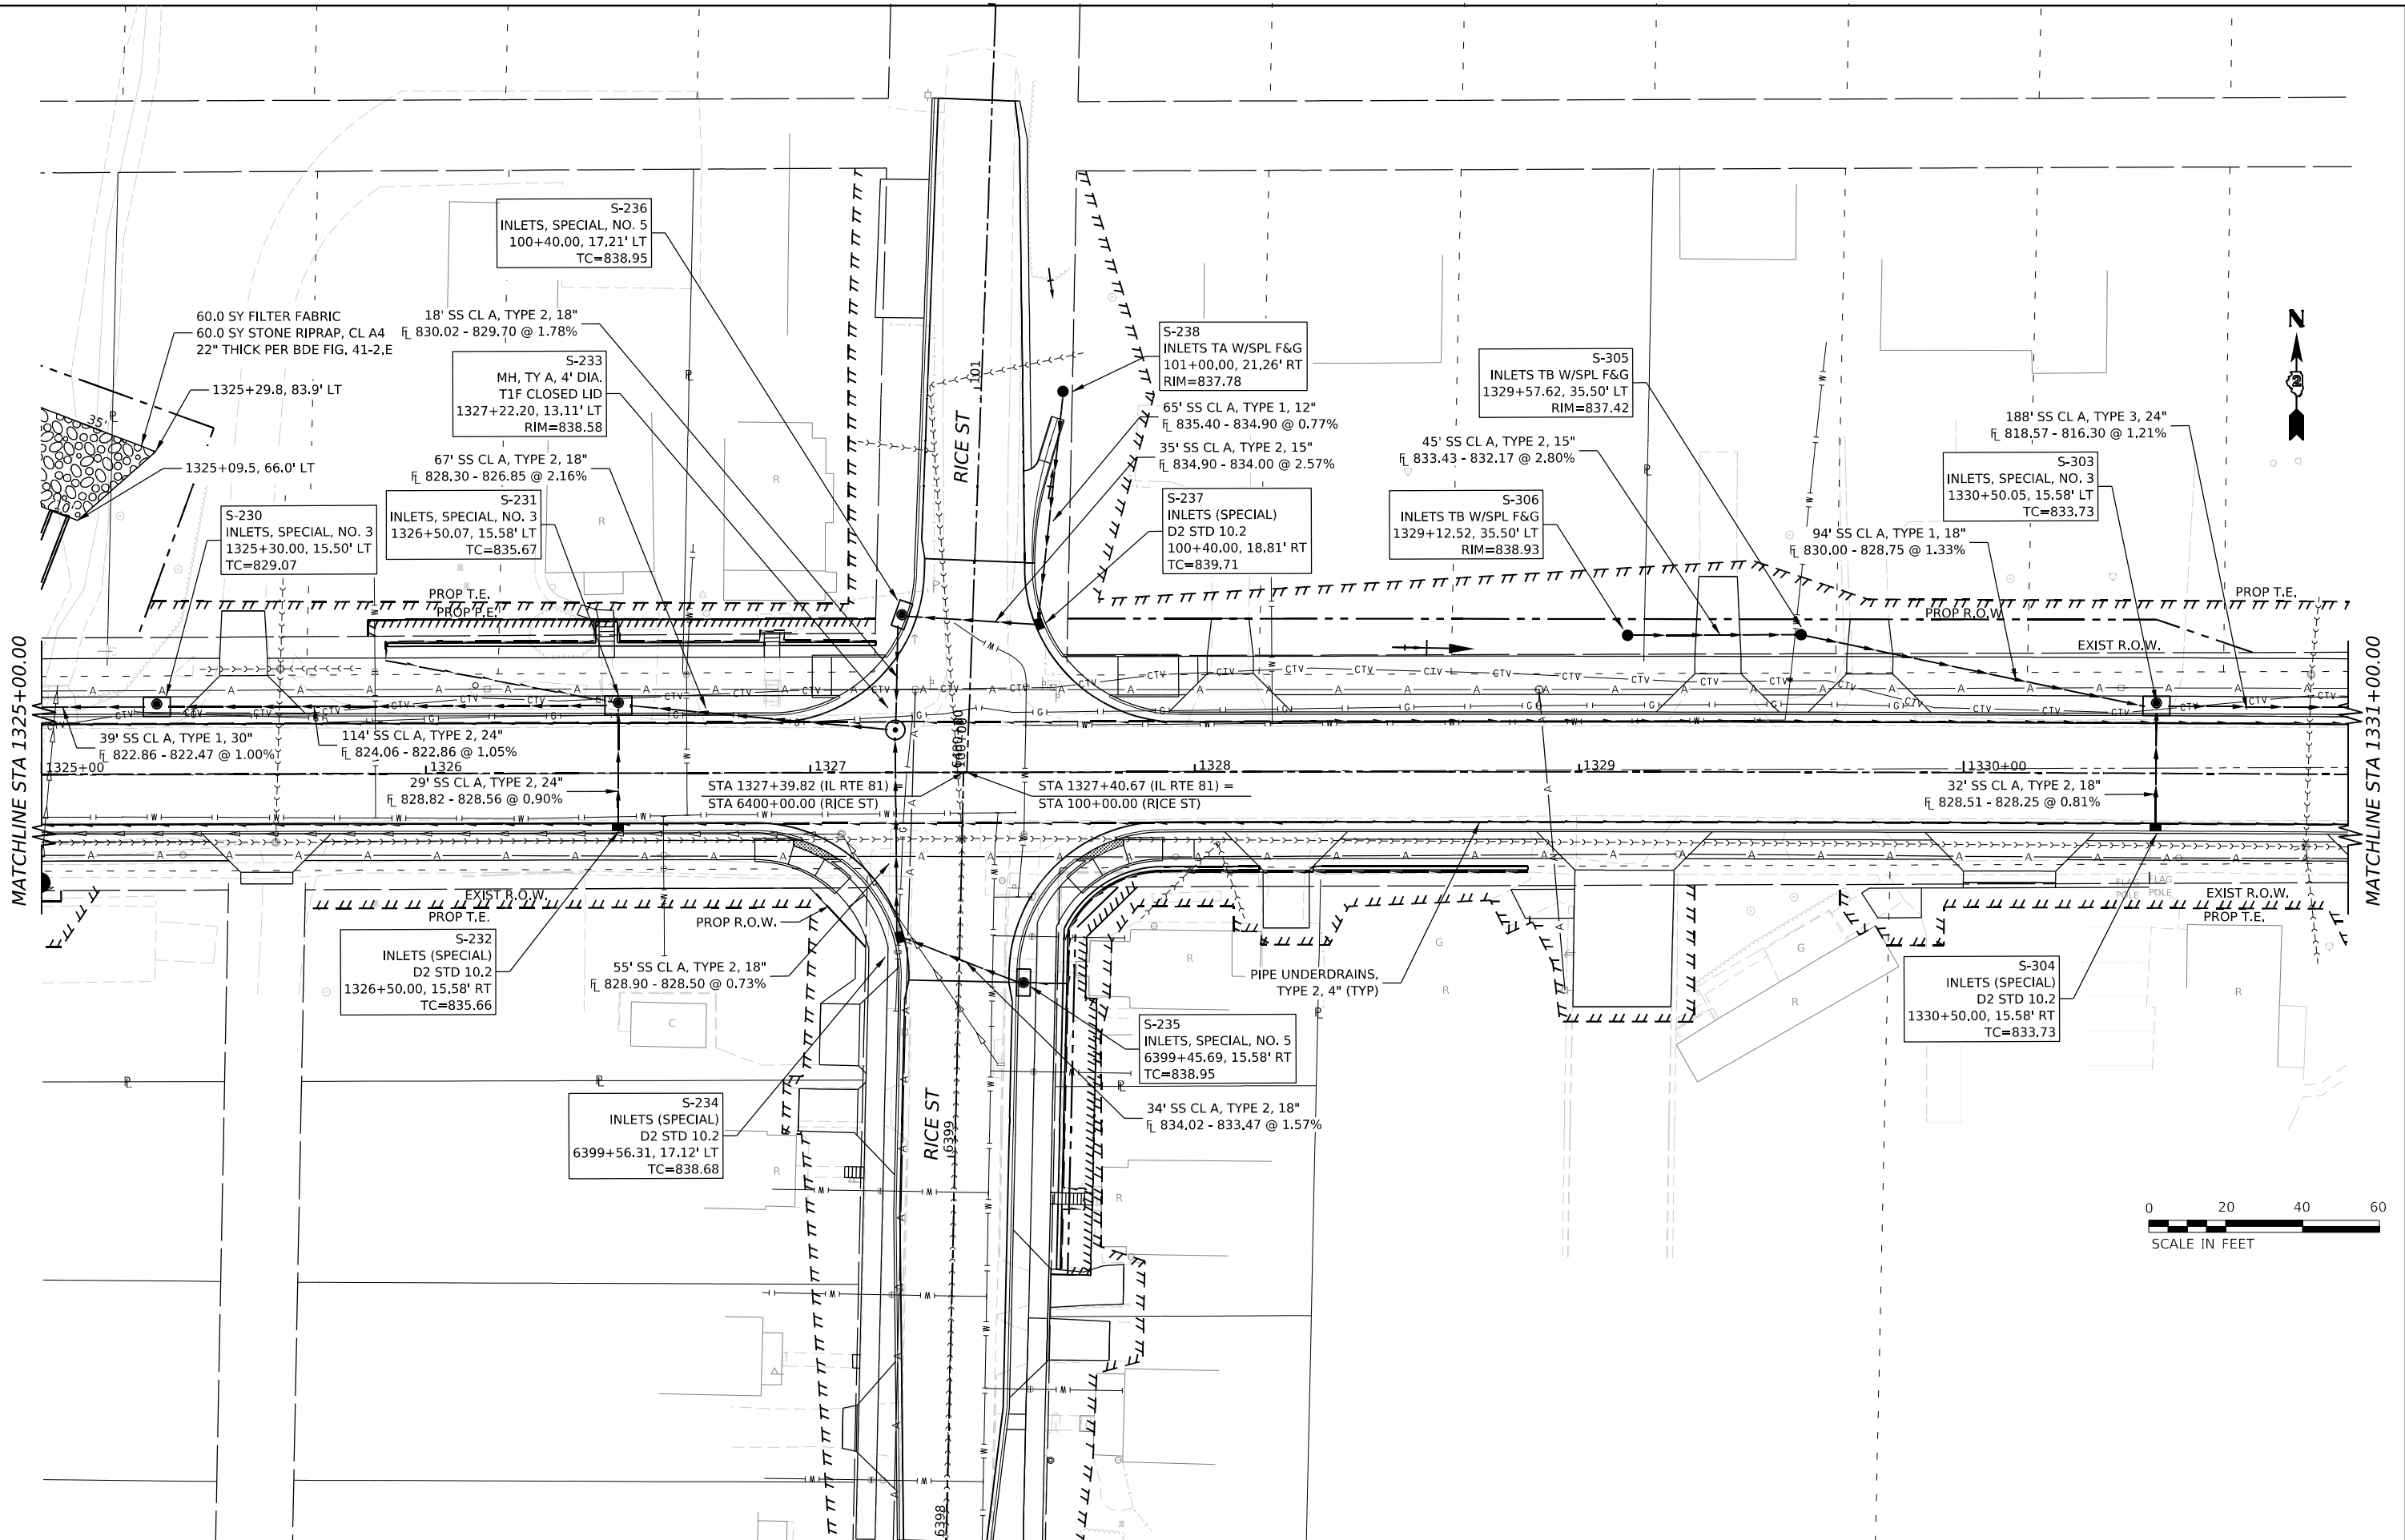 S-236
INLETS, SPECIAL, NO. 5
100+40.00, 17.21' LT
TC=838.95
60.0 SY FILTER FABRIC
60.0 SY STONE RIPRAP, CL A4
22" THICK PER BDE FIG. 41-2.E
18' SS CL A, TYPE 2, 18"
FL 830.02 - 829.70 @ 1.78%
1325+29.8, 83.9' LT
35'
1325+09.5, 66.0' LT
S-233
MH, TY A, 4' DIA.
T1F CLOSED LID
1327+22.20, 13.11' LT
RIM=838.58
67' SS CL A, TYPE 2, 18"
FL 828.30 - 826.85 @ 2.16%
S-231
INLETS, SPECIAL, NO. 3
1326+50.07, 15.58' LT
TC=835.67
S-230
INLETS, SPECIAL, NO. 3
1325+30.00, 15.50' LT
TC=829.07
101
RICE ST
S-238
INLETS TA W/SPL F&G
101+00.00, 21.26' RT
RIM=837.78
65' SS CL A, TYPE 1, 12"
FL 835.40 - 834.90 @ 0.77%
35' SS CL A, TYPE 2, 15"
FL 834.90 - 834.00 @ 2.57%
S-237
INLETS (SPECIAL)
D2 STD 10.2
100+40.00, 18.81' RT
TC=839.71
S-305
INLETS TB W/SPL F&G
1329+57.62, 35.50' LT
RIM=837.42
45' SS CL A, TYPE 2, 15"
FL 833.43 - 832.17 @ 2.80%
S-306
INLETS TB W/SPL F&G
1329+12.52, 35.50' LT
RIM=838.93
N
2
188' SS CL A, TYPE 3, 24"
FL 818.57 - 816.30 @ 1.21%
S-303
INLETS, SPECIAL, NO. 3
1330+50.05, 15.58' LT
TC=833.73
94' SS CL A, TYPE 1, 18"
FL 830.00 - 828.75 @ 1.33%
PROP T.E.
PROP P.E.
PROP T.E.
PROP R.O.W.
EXIST R.O.W.
MATCHLINE STA 1325+00.00
MATCHLINE STA 1331+00.00
39' SS CL A, TYPE 1, 30"
FL 822.86 - 822.47 @ 1.00%
114' SS CL A, TYPE 2, 24"
FL 824.06 - 822.86 @ 1.05%
1325+00
1326
1327
1328
1329
1330+00
29' SS CL A, TYPE 2, 24"
FL 828.82 - 828.56 @ 0.90%
STA 1327+39.82 (IL RTE 81) =
STA 6400+00.00 (RICE ST)
STA 1327+40.67 (IL RTE 81) =
STA 100+00.00 (RICE ST)
32' SS CL A, TYPE 2, 18"
FL 828.51 - 828.25 @ 0.81%
EXIST R.O.W.
PROP T.E.
PROP R.O.W.
FLAG POLE
FLAG POLE
EXIST R.O.W.
PROP T.E.
S-232
INLETS (SPECIAL)
D2 STD 10.2
1326+50.00, 15.58' RT
TC=835.66
55' SS CL A, TYPE 2, 18"
FL 828.90 - 828.50 @ 0.73%
PIPE UNDERDRAINS,
TYPE 2, 4" (TYP)
S-304
INLETS (SPECIAL)
D2 STD 10.2
1330+50.00, 15.58' RT
TC=833.73
S-235
INLETS, SPECIAL, NO. 5
6399+45.69, 15.58' RT
TC=838.95
S-234
INLETS (SPECIAL)
D2 STD 10.2
6399+56.31, 17.12' LT
TC=838.68
34' SS CL A, TYPE 2, 18"
FL 834.02 - 833.47 @ 1.57%
RICE ST
6399
6398
0 20 40 60
SCALE IN FEET